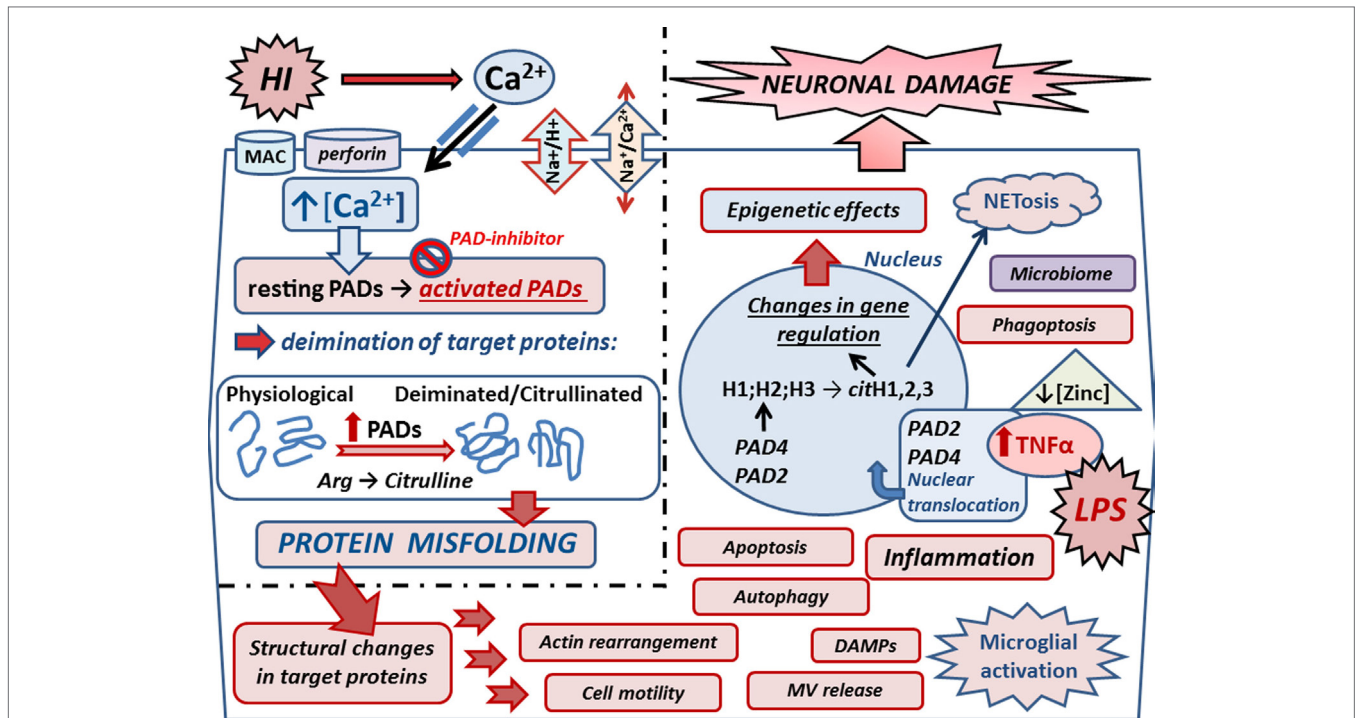 HI
Ca²⁺
Na+/H+
Na⁺/Ca²⁺
MAC
perforin
↑[Ca²⁺]
PAD-inhibitor
resting PADs → activated PADs
deimination of target proteins:
Physiological
Deiminated/Citrullinated
PADs
Arg → Citrulline
PROTEIN MISFOLDING
Structural changes
in target proteins
Actin rearrangement
Cell motility
NEURONAL DAMAGE
Epigenetic effects
NETosis
Nucleus
Microbiome
Changes in gene
regulation
Phagoptosis
H1;H2;H3 → citH1,2,3
↓[Zinc]
PAD4
PAD2
PAD2
PAD4
Nuclear
translocation
TNFα
LPS
Apoptosis
Inflammation
Autophagy
DAMPs
MV release
Microglial
activation